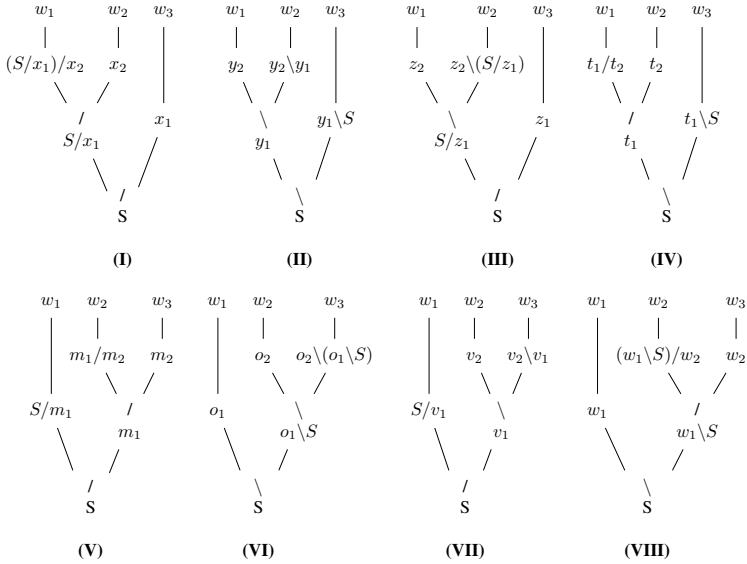 w₁ w₂ w₃ w₁ w₂ w₃ w₁ w₂ w₃ w₁ w₂ w₃
(S/x₁)/x₂ x₂ y₂ y₂\y₁ z₂ z₂\(S/z₁) t₁/t₂ t₂
x₁ y₁\S z₁ t₁\S
/ \ \ /
S/x₁ y₁ S/z₁ t₁
/ \ / \
S S S S
(I) (II) (III) (IV)
w₁ w₂ w₃ w₁ w₂ w₃ w₁ w₂ w₃ w₁ w₂ w₃
m₁/m₂ m₂ o₂ o₂\(o₁\S) v₂ v₂\v₁ (w₁\S)/w₂ w₂
S/m₁ / o₁ \ S/v₁ \ w₁ /
m₁ o₁\S v₁ w₁\S
/ \ / \
S S S S
(V) (VI) (VII) (VIII)